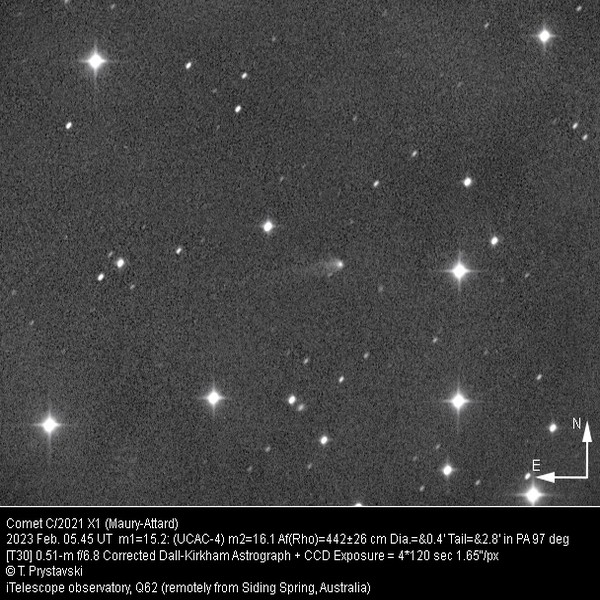 N
E
Comet C/2021 X1 (Maury-Attard)
2023 Feb. 05.45 UT m1=15.2: (UCAC-4) m2=16.1 Af(Rho)=442±26 cm Dia.=&0.4' Tail=&2.8' in PA 97 deg
[T30] 0.51-m f/6.8 Corrected Dall-Kirkham Astrograph + CCD Exposure = 4*120 sec 1.65"/px
© T. Prystavski
iTelescope observatory, Q62 (remotely from Siding Spring, Australia)